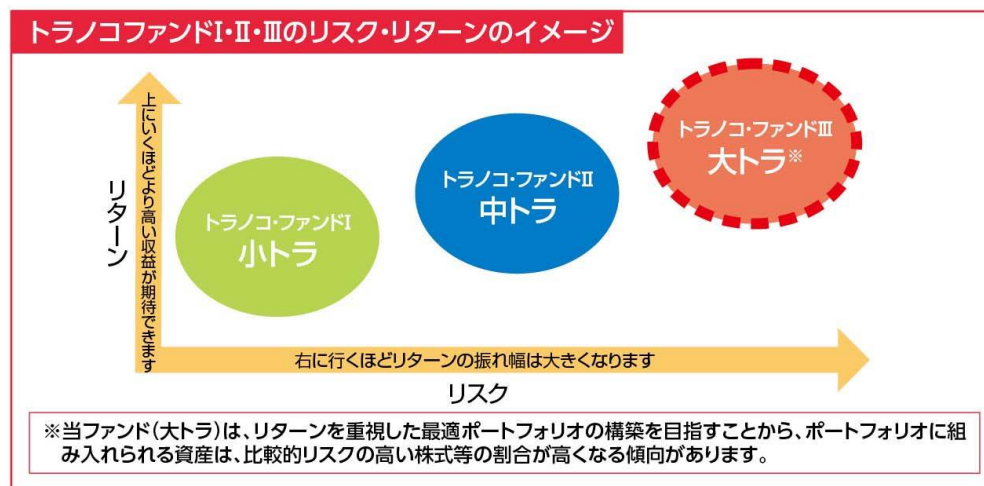 トラノコファンドⅠ・Ⅱ・Ⅲのリスク・リターンのイメージ
上にいくほどより高い収益が期待できます
リターン
トラノコ・ファンドⅠ
小トラ
トラノコ・ファンドⅡ
中トラ
トラノコ・ファンドⅢ
大トラ※
右に行くほどリターンの振れ幅は大きくなります
リスク
※当ファンド(大トラ)は、リターンを重視した最適ポートフォリオの構築を目指すことから、ポートフォリオに組
み入れられる資産は、比較的リスクの高い株式等の割合が高くなる傾向があります。